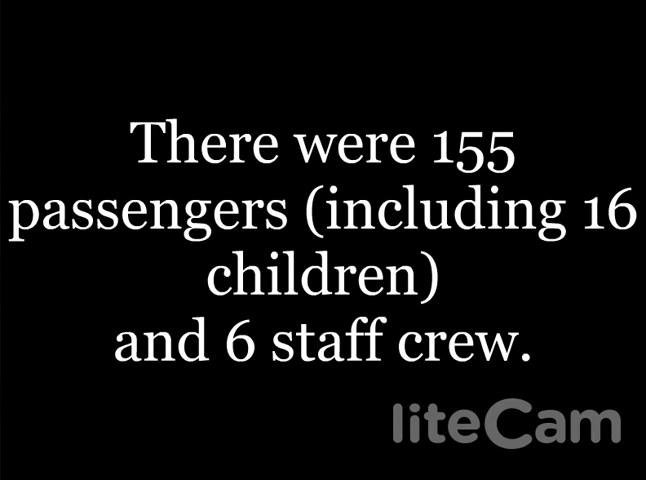 There were 155
passengers (including 16
children)
and 6 staff crew.
liteCam